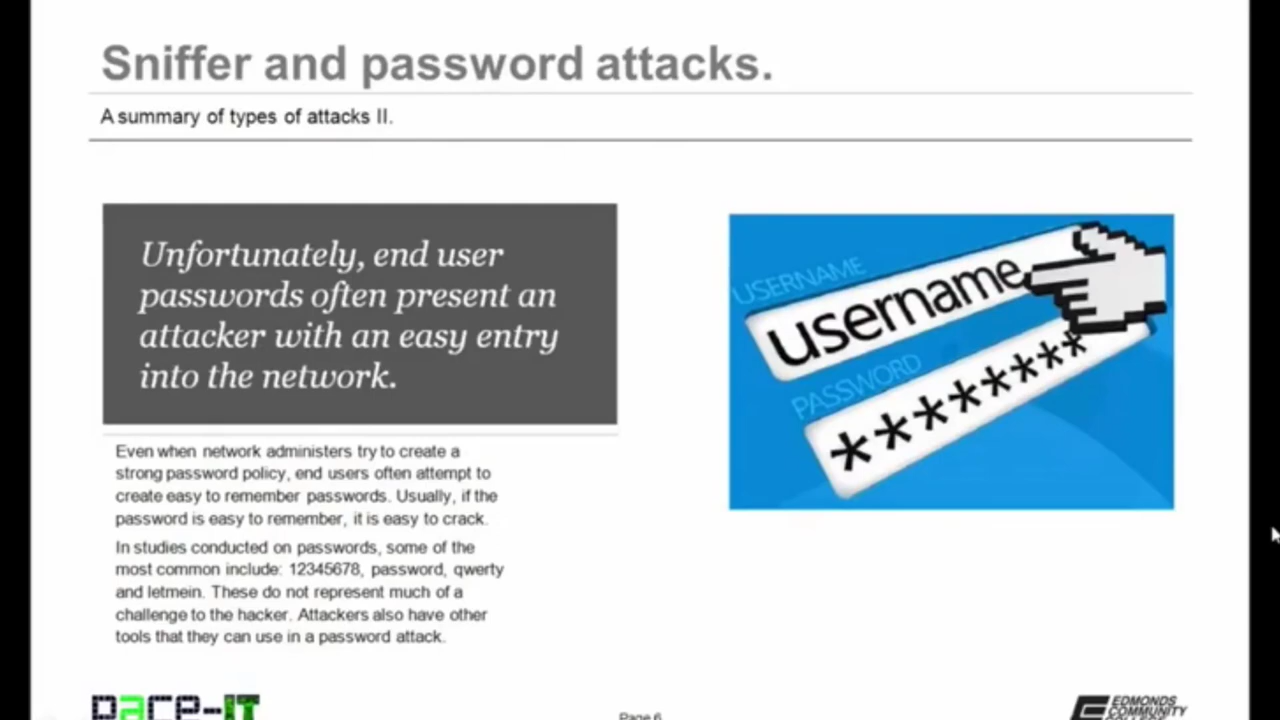 Sniffer and password attacks.
A summary of types of attacks II.
Unfortunately, end user
passwords often present an
attacker with an easy entry
into the network.
USERNAME
username
PASSWORD
********
Even when network administers try to create a
strong password policy, end users often attempt to
create easy to remember passwords. Usually, if the
password is easy to remember, it is easy to crack.
In studies conducted on passwords, some of the
most common include: 12345678, password, qwerty
and letmein. These do not represent much of a
challenge to the hacker. Attackers also have other
tools that they can use in a password attack.
pace-IT
Page 6
EDMONDS
COMMUNITY